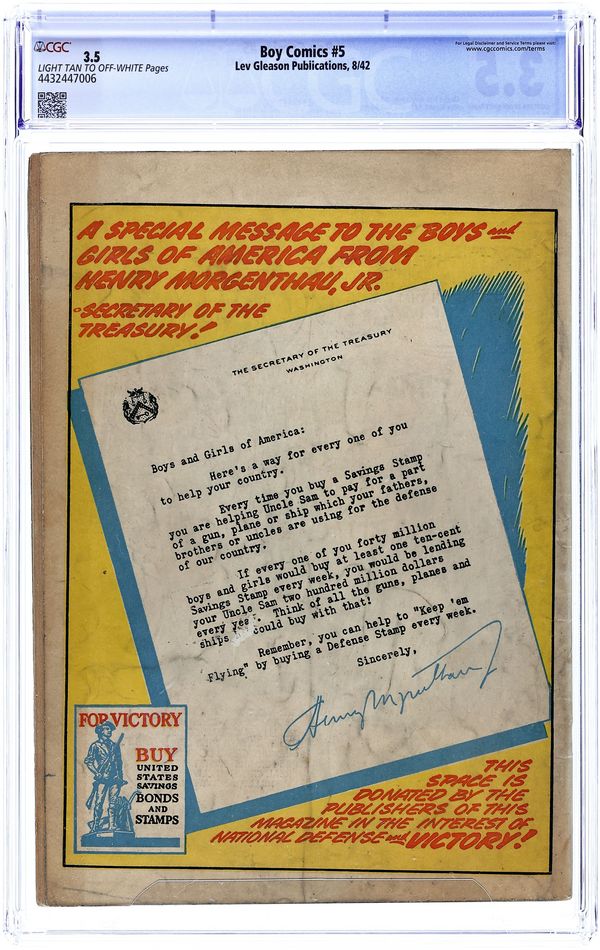 CGC
3.5
LIGHT TAN TO OFF-WHITE Pages
4432447006
Boy Comics #5
Lev Gleason Publications, 8/42
For Legal Disclaimer and Service Terms please visit:
www.cgccomics.com/terms
A SPECIAL MESSAGE TO THE BOYS and
GIRLS OF AMERICA FROM
HENRY MORGENTHAU, JR.
-SECRETARY OF THE
TREASURY!
THE SECRETARY OF THE TREASURY
WASHINGTON
Boys and Girls of America:
Here's a way for every one of you
to help your country.
Every time you buy a Savings Stamp
you are helping Uncle Sam to pay for a part
of a gun, plane or ship which your fathers,
brothers or uncles are using for the defense
of our country.
If every one of you forty million
boys and girls would buy at least one ten-cent
Savings Stamp every week, you would be lending
your Uncle Sam two hundred million dollars
every . Think of all the guns, planes and
ships could buy with that!
Remember, you can help to "Keep 'em
Flying" by buying a Defense Stamp every week.
Sincerely,
Henry Morgenthau Jr
FOR VICTORY
BUY
UNITED
STATES
SAVINGS
BONDS
AND
STAMPS
THIS
SPACE IS
DONATED BY THE
PUBLISHERS OF THIS
MAGAZINE IN THE INTEREST OF
NATIONAL DEFENSE and VICTORY!